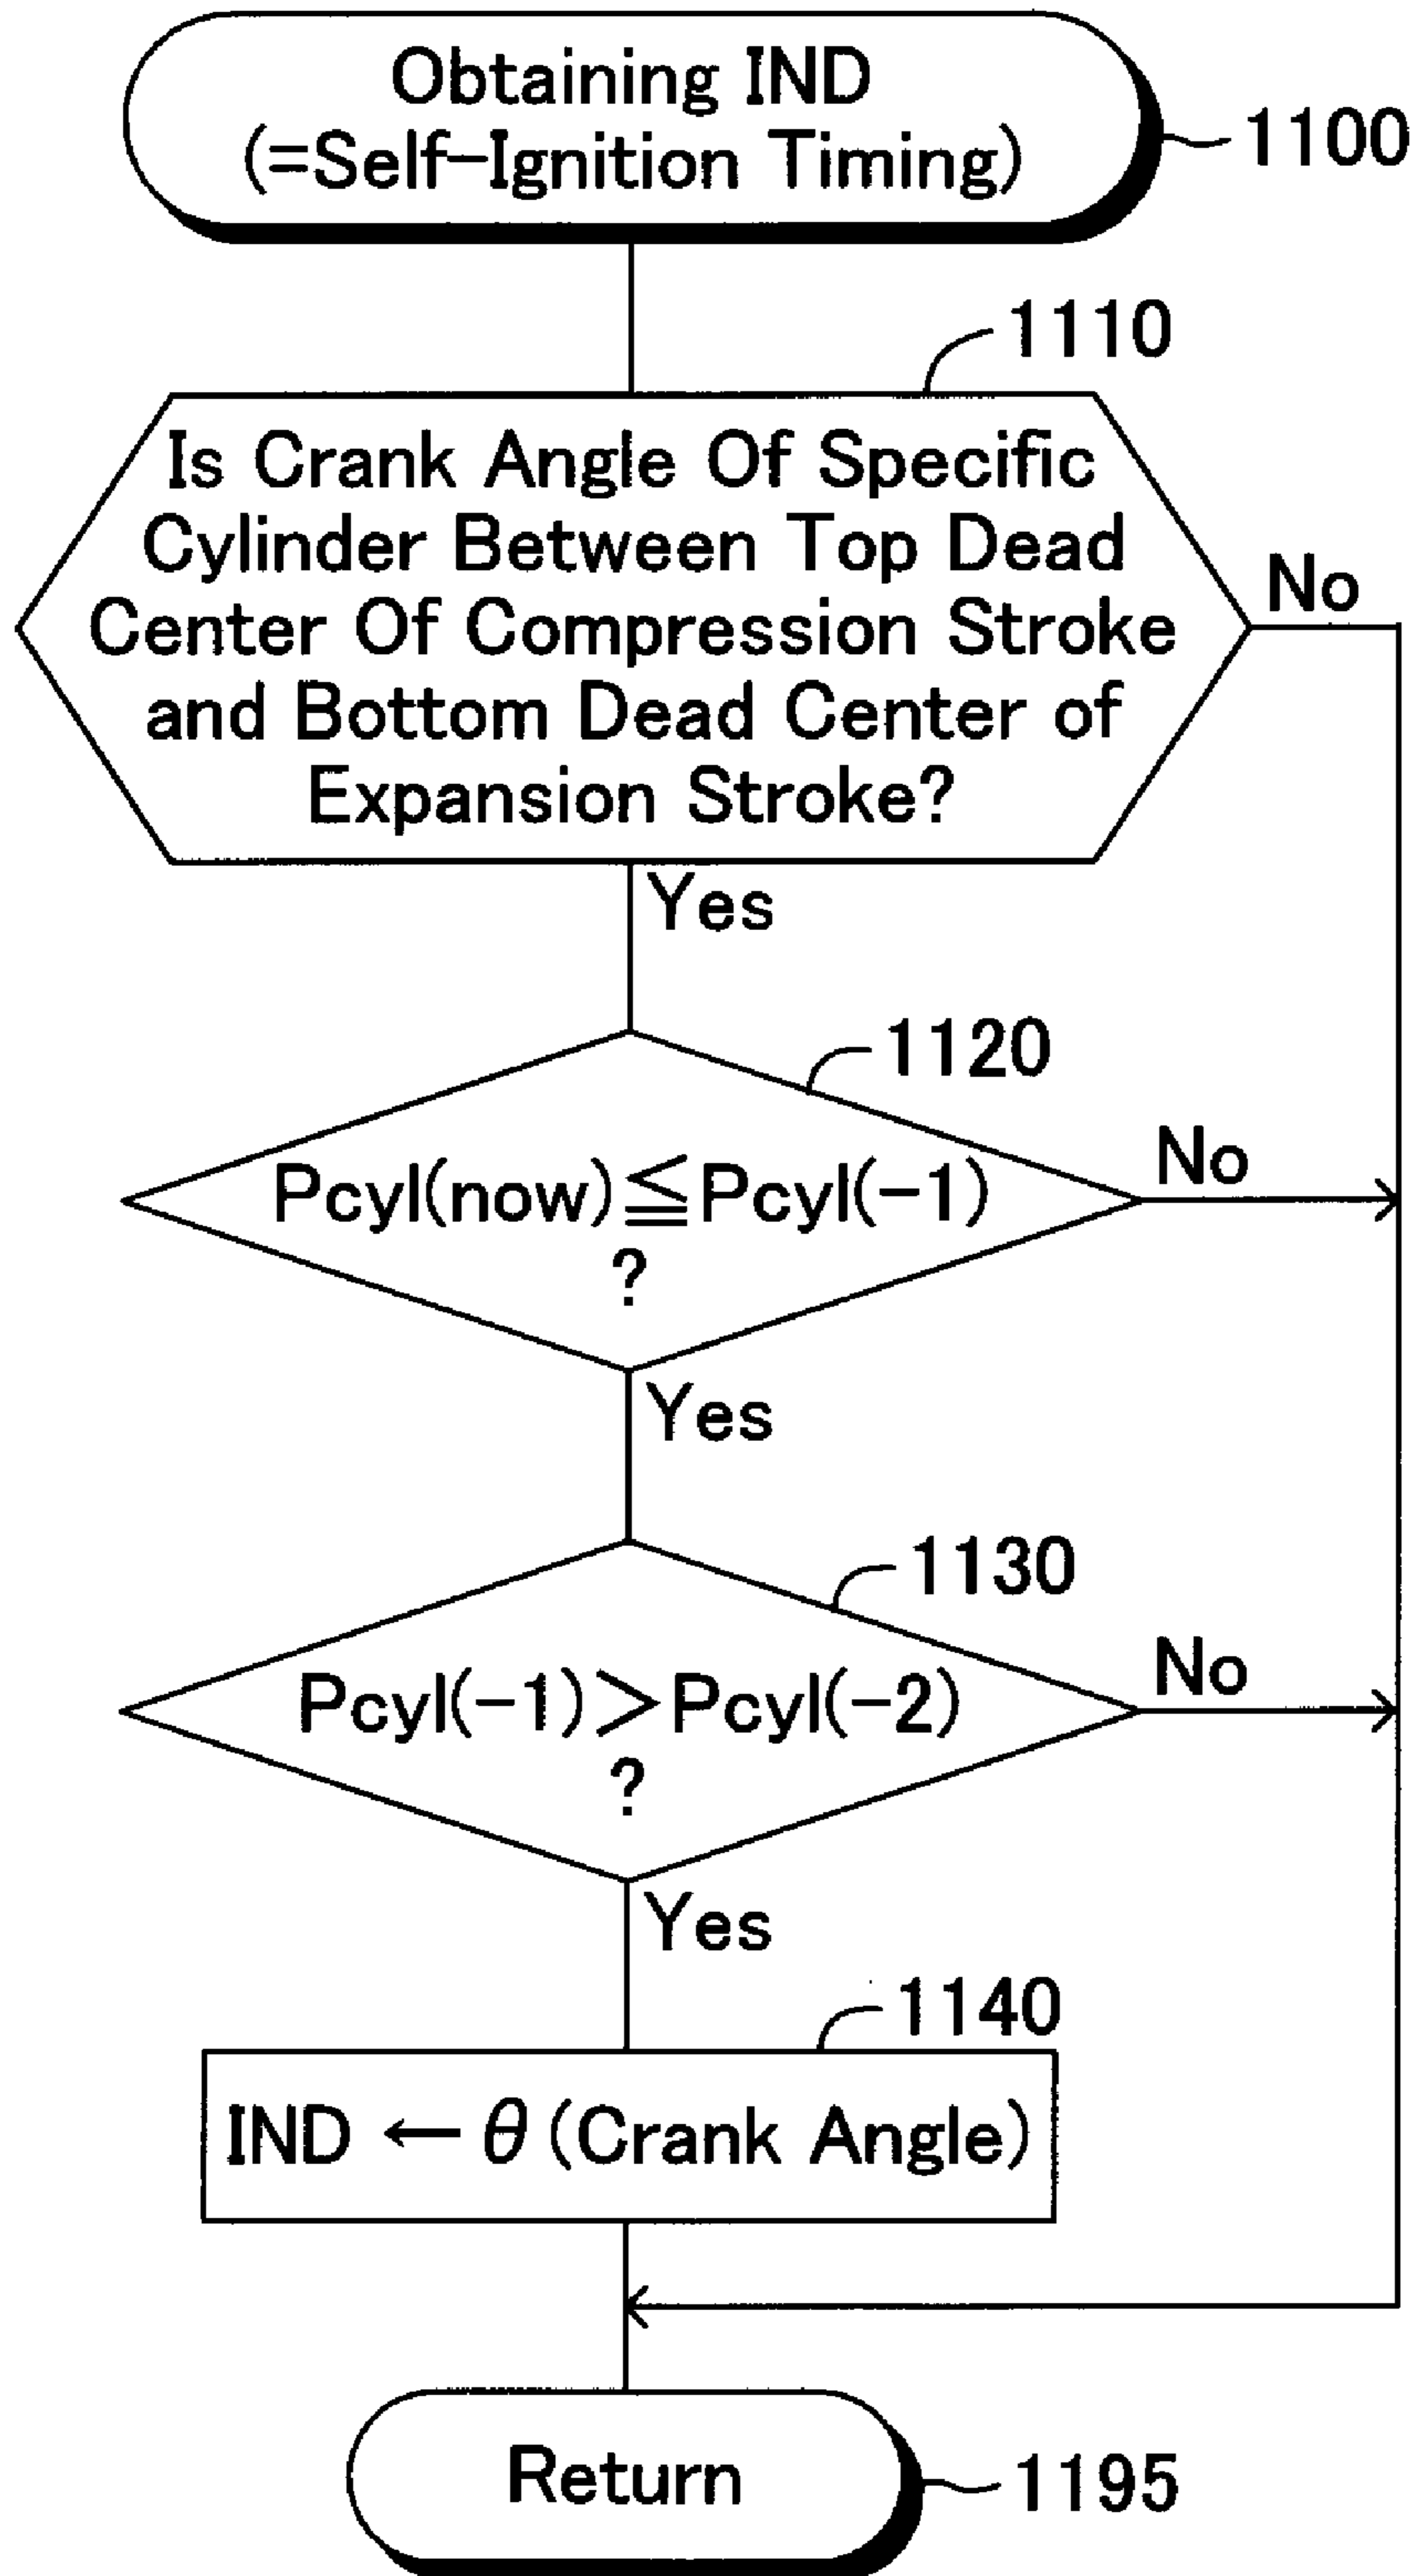 Obtaining IND
(=Self-Ignition Timing)
1100
1110
Is Crank Angle Of Specific
Cylinder Between Top Dead
Center Of Compression Stroke
and Bottom Dead Center of
Expansion Stroke?
No
Yes
1120
Pcyl(now)≦Pcyl(-1)
?
No
Yes
1130
Pcyl(-1)>Pcyl(-2)
?
No
Yes
1140
IND ← θ (Crank Angle)
Return
1195